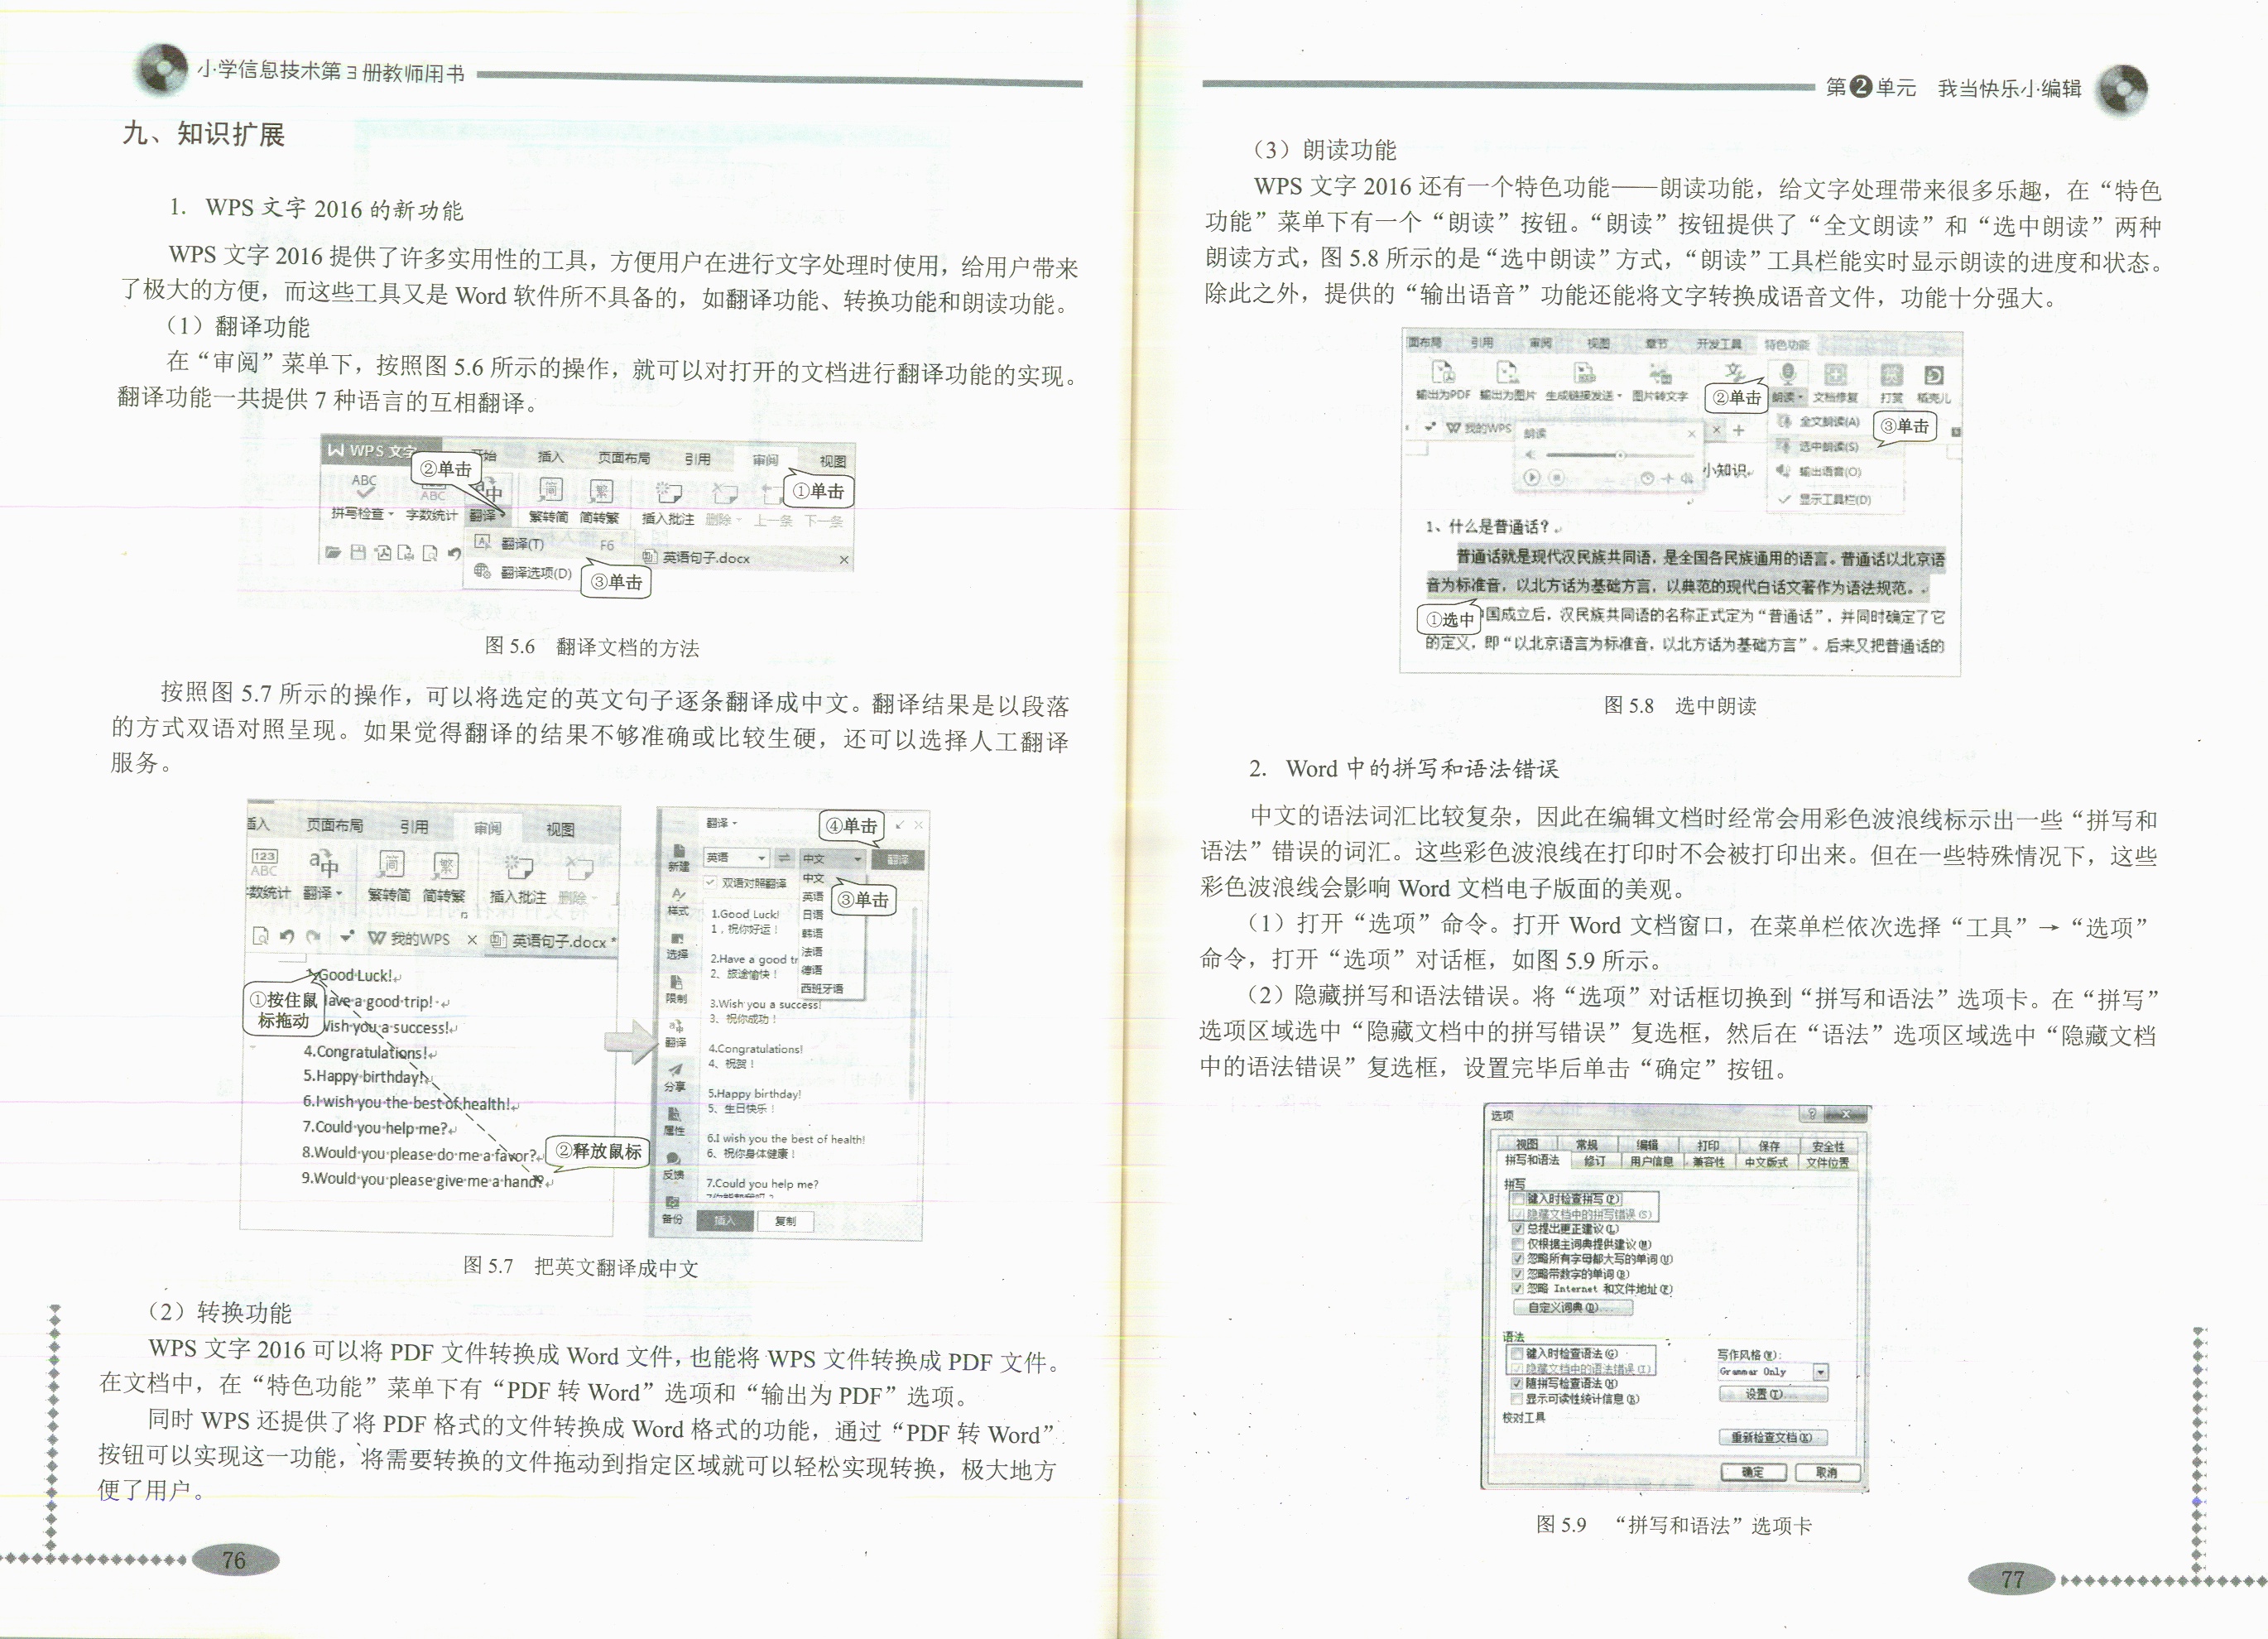 小学信息技术第3册教师用书
九、知识扩展
1. WPS 文字 2016 的新功能
WPS 文字 2016 提供了许多实用性的工具，方便用户在进行文字处理时使用，给用户带来
了极大的方便，而这些工具又是 Word 软件所不具备的，如翻译功能、转换功能和朗读功能。
（1）翻译功能
在“审阅”菜单下，按照图 5.6 所示的操作，就可以对打开的文档进行翻译功能的实现。
翻译功能一共提供 7 种语言的互相翻译。
WPS 文字 开始 插入 页面布局 引用 审阅 视图
②单击
①单击
拼写检查 字数统计 翻译 繁转简 简转繁 插入批注 删除 上一条 下一条
翻译(T) F6 英语句子.docx ×
翻译选项(D) ③单击
图 5.6 翻译文档的方法
按照图 5.7 所示的操作，可以将选定的英文句子逐条翻译成中文。翻译结果是以段落
的方式双语对照呈现。如果觉得翻译的结果不够准确或比较生硬，还可以选择人工翻译
服务。
插入 页面布局 引用 审阅 视图
字数统计 翻译 繁转简 简转繁 插入批注 删除
我的WPS × 英语句子.docx *
Good Luck!
①按住鼠标拖动
Have a good trip!
Wish you a success!
4.Congratulations!
5.Happy birthday!
6.I wish you the best of health!
7.Could you help me?
8.Would you please do me a favor?
9.Would you please give me a hand?
②释放鼠标
翻译 ④单击
英语 中文 翻译
双语对照翻译
中文
英语
日语
韩语
法语
德语
西班牙语
③单击
新建
样式
选择
限制
翻译
分享
属性
反馈
备份
1.Good Luck!
1，祝你好运！
2.Have a good tr
2、旅途愉快！
3.Wish you a success!
3、祝你成功！
4.Congratulations!
4、祝贺！
5.Happy birthday!
5、生日快乐！
6.I wish you the best of health!
6、祝你身体健康！
7.Could you help me?
插入 复制
图 5.7 把英文翻译成中文
（2）转换功能
WPS 文字 2016 可以将 PDF 文件转换成 Word 文件，也能将 WPS 文件转换成 PDF 文件。
在文档中，在“特色功能”菜单下有“PDF 转 Word”选项和“输出为 PDF”选项。
同时 WPS 还提供了将 PDF 格式的文件转换成 Word 格式的功能，通过“PDF 转 Word”
按钮可以实现这一功能，将需要转换的文件拖动到指定区域就可以轻松实现转换，极大地方
便了用户。
76
第2单元 我当快乐小编辑
（3）朗读功能
WPS 文字 2016 还有一个特色功能——朗读功能，给文字处理带来很多乐趣，在“特色
功能”菜单下有一个“朗读”按钮。“朗读”按钮提供了“全文朗读”和“选中朗读”两种
朗读方式，图 5.8 所示的是“选中朗读”方式，“朗读”工具栏能实时显示朗读的进度和状态。
除此之外，提供的“输出语音”功能还能将文字转换成语音文件，功能十分强大。
面布局 引用 审阅 视图 章节 开发工具 特色功能
输出为PDF 输出为图片 生成链接发送 图片转文字 ②单击 朗读 文档修复 打赏 稻壳儿
我的WPS 朗读 × + 全文朗读(A) ③单击
选中朗读(S)
小知识 输出语音(O)
显示工具栏(D)
1、什么是普通话？
普通话就是现代汉民族共同语，是全国各民族通用的语言。普通话以北京语
音为标准音，以北方话为基础方言，以典范的现代白话文著作为语法规范。
①选中 国成立后，汉民族共同语的名称正式定为“普通话”，并同时确定了它
的定义，即“以北京语言为标准音，以北方话为基础方言”。后来又把普通话的
图 5.8 选中朗读
2. Word 中的拼写和语法错误
中文的语法词汇比较复杂，因此在编辑文档时经常会用彩色波浪线标示出一些“拼写和
语法”错误的词汇。这些彩色波浪线在打印时不会被打印出来。但在一些特殊情况下，这些
彩色波浪线会影响 Word 文档电子版面的美观。
（1）打开“选项”命令。打开 Word 文档窗口，在菜单栏依次选择“工具”→“选项”
命令，打开“选项”对话框，如图 5.9 所示。
（2）隐藏拼写和语法错误。将“选项”对话框切换到“拼写和语法”选项卡。在“拼写”
选项区域选中“隐藏文档中的拼写错误”复选框，然后在“语法”选项区域选中“隐藏文档
中的语法错误”复选框，设置完毕后单击“确定”按钮。
选项
视图 常规 编辑 打印 保存 安全性
拼写和语法 修订 用户信息 兼容性 中文版式 文件位置
拼写
键入时检查拼写(P)
隐藏文档中的拼写错误(S)
总提出更正建议(L)
仅根据主词典提供建议(M)
忽略所有字母都大写的单词(U)
忽略带数字的单词(B)
忽略 Internet 和文件地址(F)
自定义词典(D)...
语法
键入时检查语法(G) 写作风格(W):
隐藏文档中的语法错误(T) Grammar Only
随拼写检查语法(H) 设置(T)...
显示可读性统计信息(R)
校对工具
重新检查文档(K)
确定 取消
图 5.9 “拼写和语法”选项卡
77